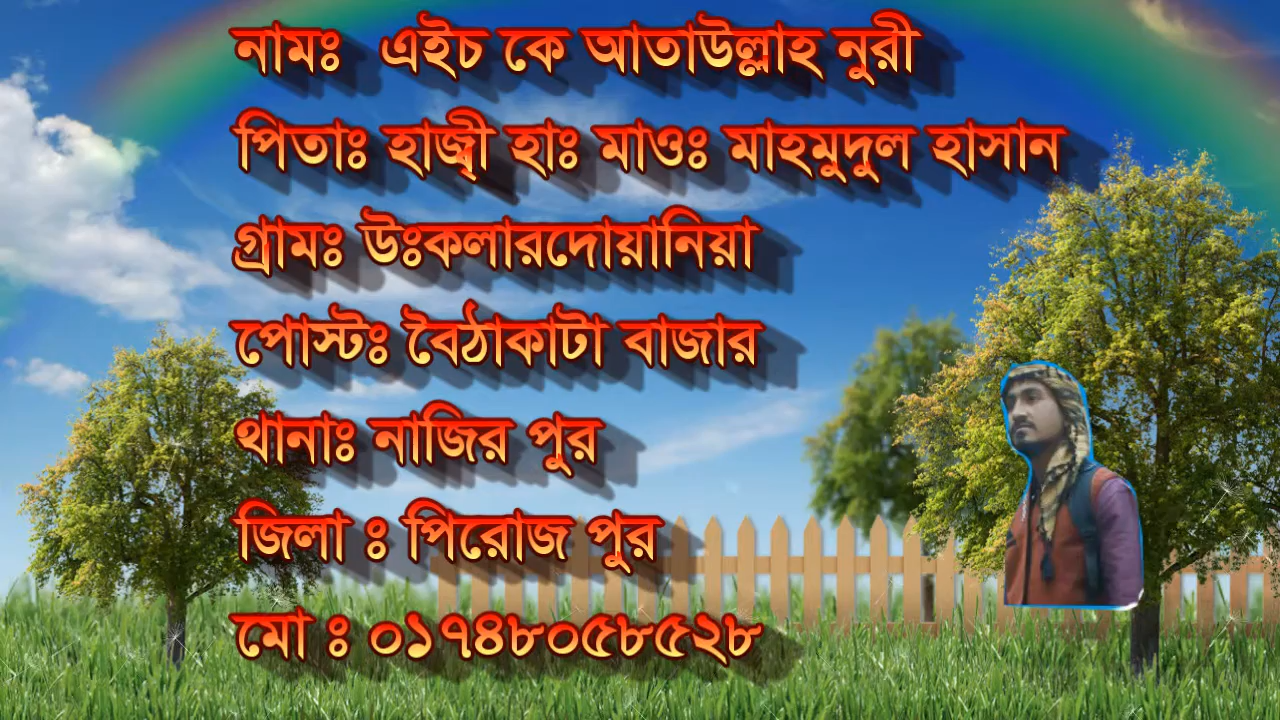 নামঃ এইচ কে আতাউল্লাহ নুরী
পিতাঃ হাজ্বী হাঃ মাওঃ মাহমুদুল হাসান
গ্রামঃ উঃকলারদোয়ানিয়া
পোস্টঃ বৈঠাকাটা বাজার
থানাঃ নাজির পুর
জিলা ঃ পিরোজ পুর
মো ঃ ০১৭৪৮০৫৮৫২৮